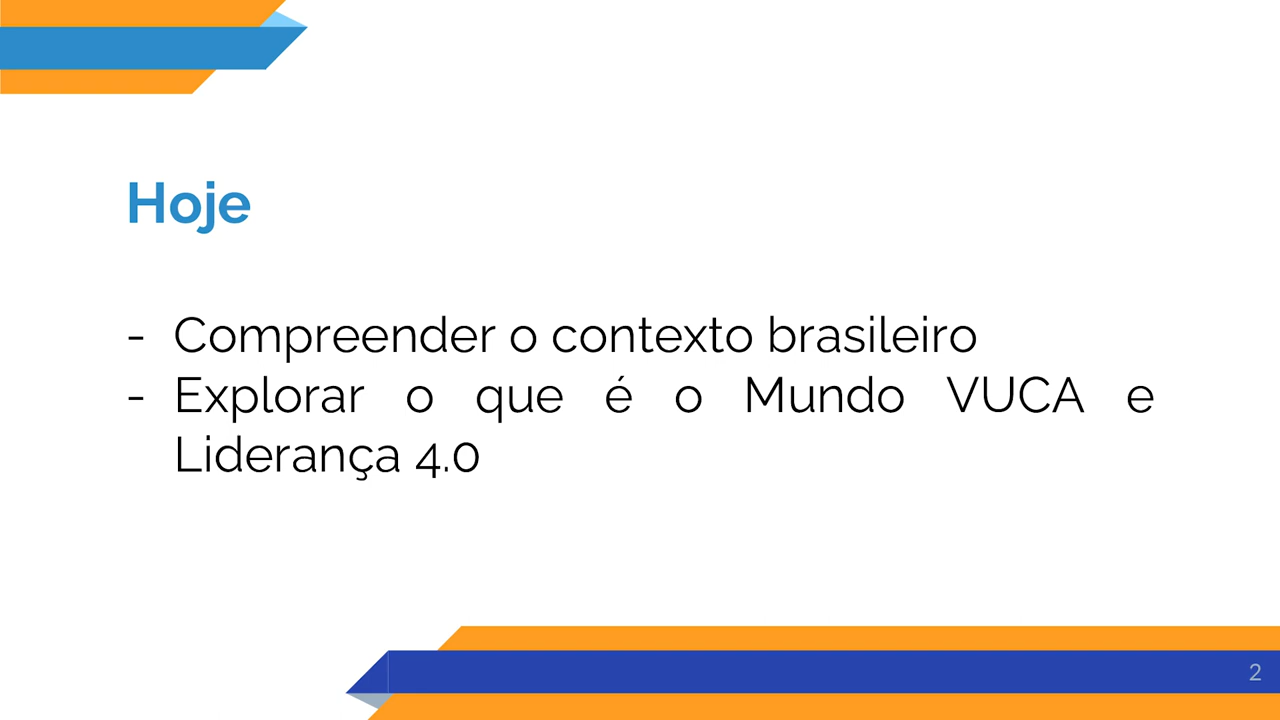 Hoje
- Compreender o contexto brasileiro
- Explorar o que é o Mundo VUCA e
Liderança 4.0
2